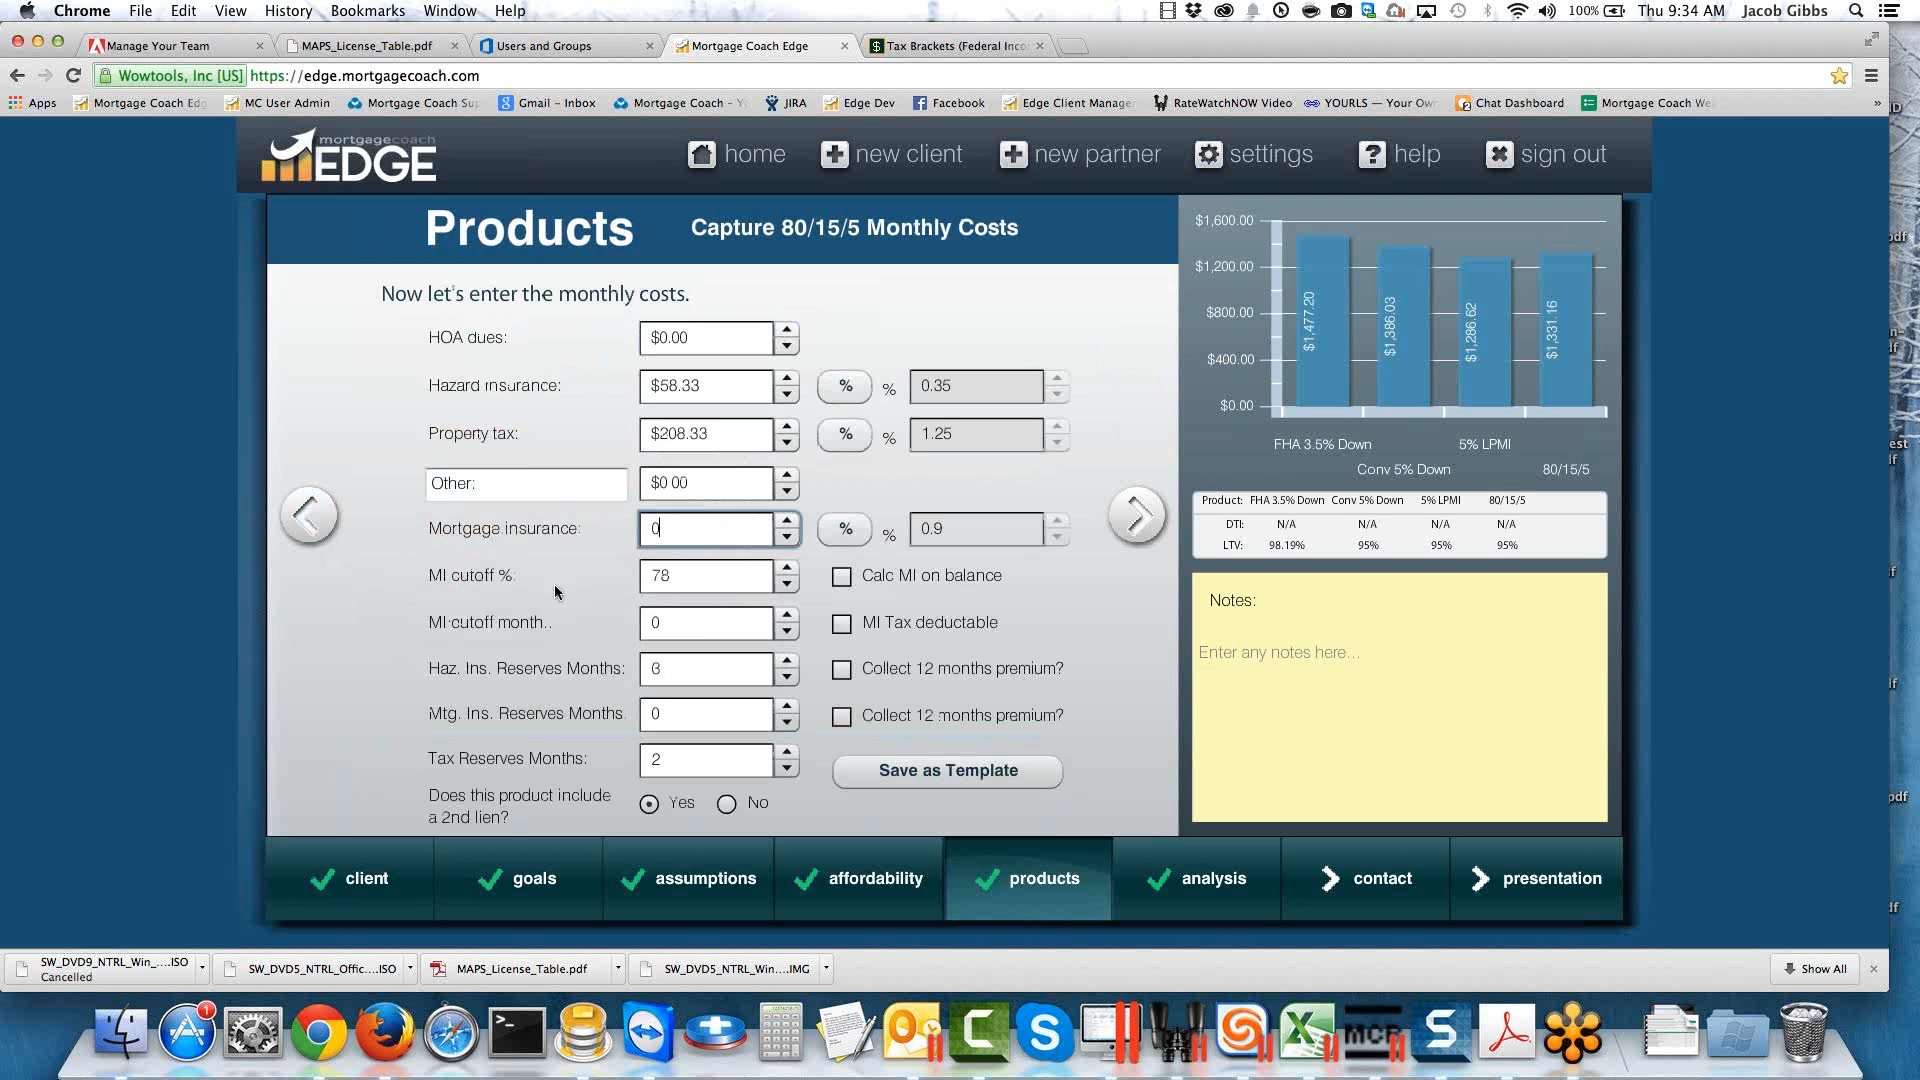 Chrome File Edit View History Bookmarks Window Help 100% Thu 9:34 AM Jacob Gibbs
Manage Your Team MAPS_License_Table.pdf Users and Groups Mortgage Coach Edge Tax Brackets (Federal Inco
Wowtools, Inc [US] https://edge.mortgagecoach.com
Apps Mortgage Coach Edg MC User Admin Mortgage Coach Sup Gmail - Inbox Mortgage Coach - Y JIRA Edge Dev Facebook Edge Client Manage RateWatchNOW Video YOURLS — Your Own Chat Dashboard Mortgage Coach We »
mortgagecoach
EDGE
home new client new partner settings help sign out
Products Capture 80/15/5 Monthly Costs
Now let's enter the monthly costs.
HOA dues: $0.00
Hazard insurance: $58.33 % % 0.35
Property tax: $208.33 % % 1.25
Other: $0 00
Mortgage insurance: 0 % % 0.9
MI cutoff %: 78 Calc MI on balance
MI cutoff month.. 0 MI Tax deductable
Haz. Ins. Reserves Months: 3 Collect 12 months premium?
Mtg. Ins. Reserves Months 0 Collect 12 months premium?
Tax Reserves Months: 2 Save as Template
Does this product include
a 2nd lien? Yes No
$1,600.00
$1,200.00
$800.00
$400.00
$0.00
$1,477.20 $1,386.03 $1,286.62 $1,331.16
FHA 3.5% Down 5% LPMI
Conv 5% Down 80/15/5
Product: FHA 3.5% Down Conv 5% Down 5% LPMI 80/15/5
DTI: N/A N/A N/A N/A
LTV: 98.19% 95% 95% 95%
Notes:
Enter any notes here...
client goals assumptions affordability products analysis contact presentation
SW_DVD9_NTRL_Win_....ISO
Cancelled
SW_DVD5_NTRL_Offic....ISO MAPS_License_Table.pdf SW_DVD5_NTRL_Win....IMG Show All
1